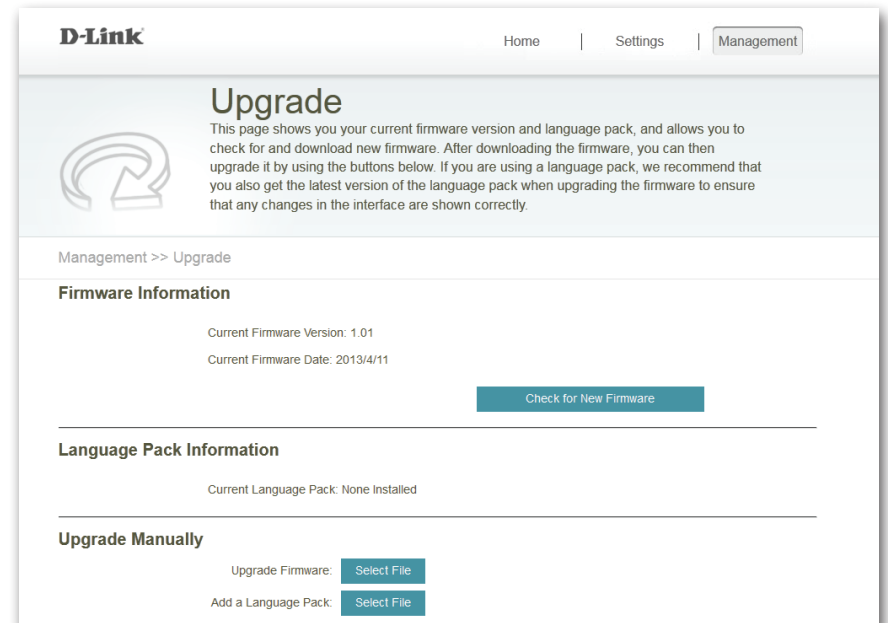 D-Link
Home | Settings | Management
Upgrade
This page shows you your current firmware version and language pack, and allows you to
check for and download new firmware. After downloading the firmware, you can then
upgrade it by using the buttons below. If you are using a language pack, we recommend that
you also get the latest version of the language pack when upgrading the firmware to ensure
that any changes in the interface are shown correctly.
Management >> Upgrade
Firmware Information
Current Firmware Version: 1.01
Current Firmware Date: 2013/4/11
Check for New Firmware
Language Pack Information
Current Language Pack: None Installed
Upgrade Manually
Upgrade Firmware: Select File
Add a Language Pack: Select File